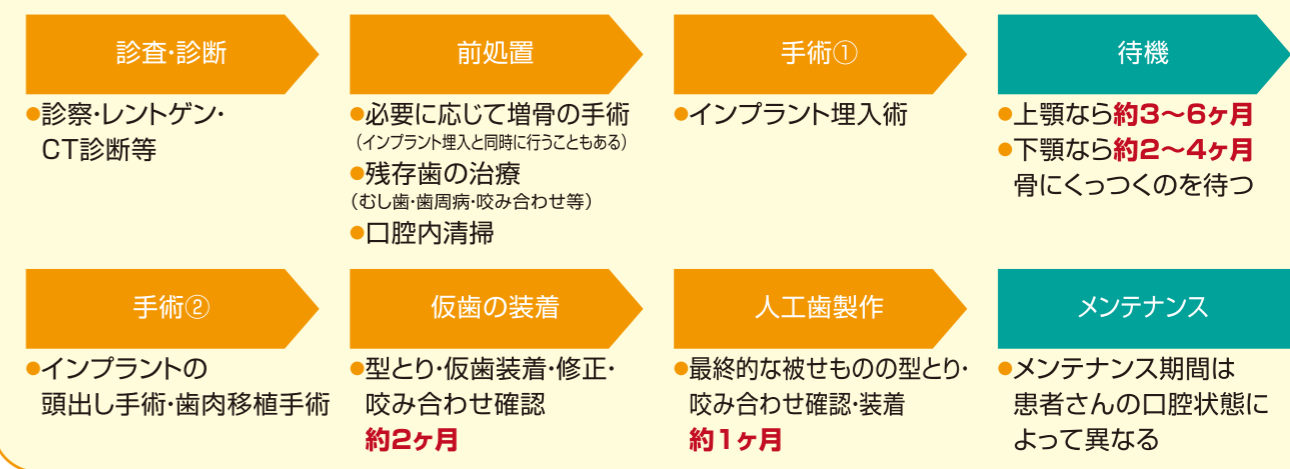 診査・診断
●診察・レントゲン・
CT診断等
前処置
●必要に応じて増骨の手術
（インプラント埋入と同時に行うこともある）
●残存歯の治療
（むし歯・歯周病・咬み合わせ等）
●口腔内清掃
手術①
●インプラント埋入術
待機
●上顎なら約3～6ヶ月
●下顎なら約2～4ヶ月
骨にくっつくのを待つ
手術②
●インプラントの
頭出し手術・歯肉移植手術
仮歯の装着
●型とり・仮歯装着・修正・
咬み合わせ確認
約2ヶ月
人工歯製作
●最終的な被せものの型とり・
咬み合わせ確認・装着
約1ヶ月
メンテナンス
●メンテナンス期間は
患者さんの口腔状態に
よって異なる